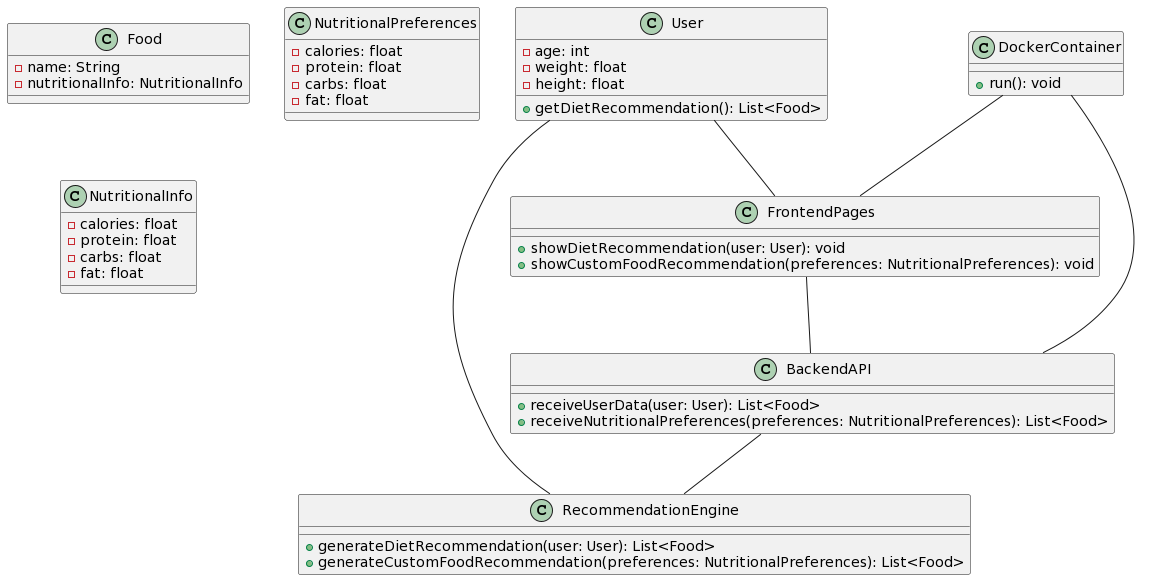 C Food
name: String
nutritionalInfo: NutritionalInfo
C NutritionalPreferences
calories: float
protein: float
carbs: float
fat: float
C User
age: int
weight: float
height: float
getDietRecommendation(): List<Food>
C DockerContainer
run(): void
C NutritionalInfo
calories: float
protein: float
carbs: float
fat: float
C FrontendPages
showDietRecommendation(user: User): void
showCustomFoodRecommendation(preferences: NutritionalPreferences): void
C BackendAPI
receiveUserData(user: User): List<Food>
receiveNutritionalPreferences(preferences: NutritionalPreferences): List<Food>
C RecommendationEngine
generateDietRecommendation(user: User): List<Food>
generateCustomFoodRecommendation(preferences: NutritionalPreferences): List<Food>